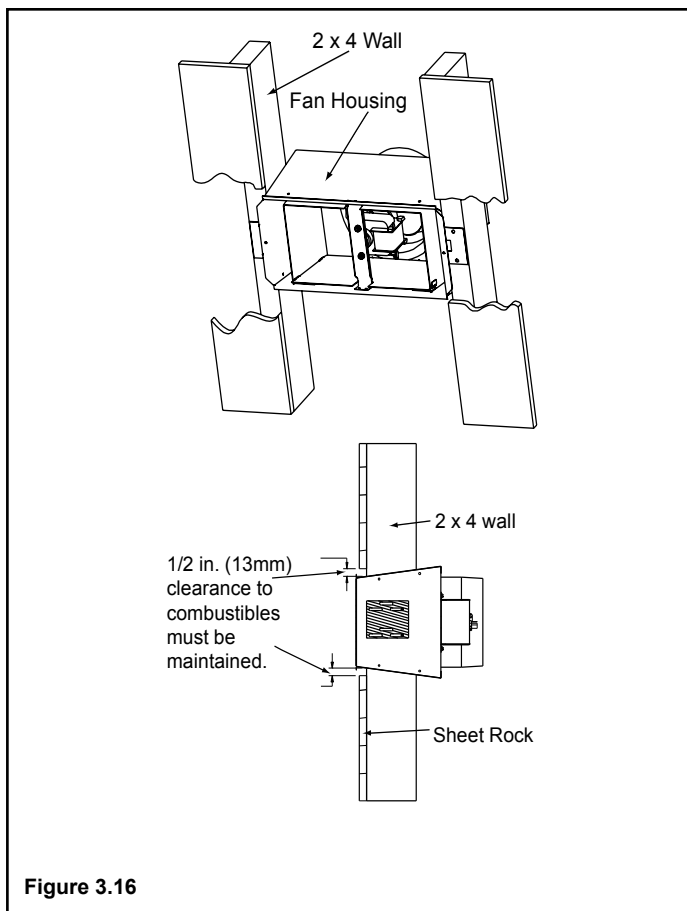 2 x 4 Wall
Fan Housing
2 x 4 wall
1/2 in. (13mm)
clearance to
combustibles
must be
maintained.
Sheet Rock
Figure 3.16